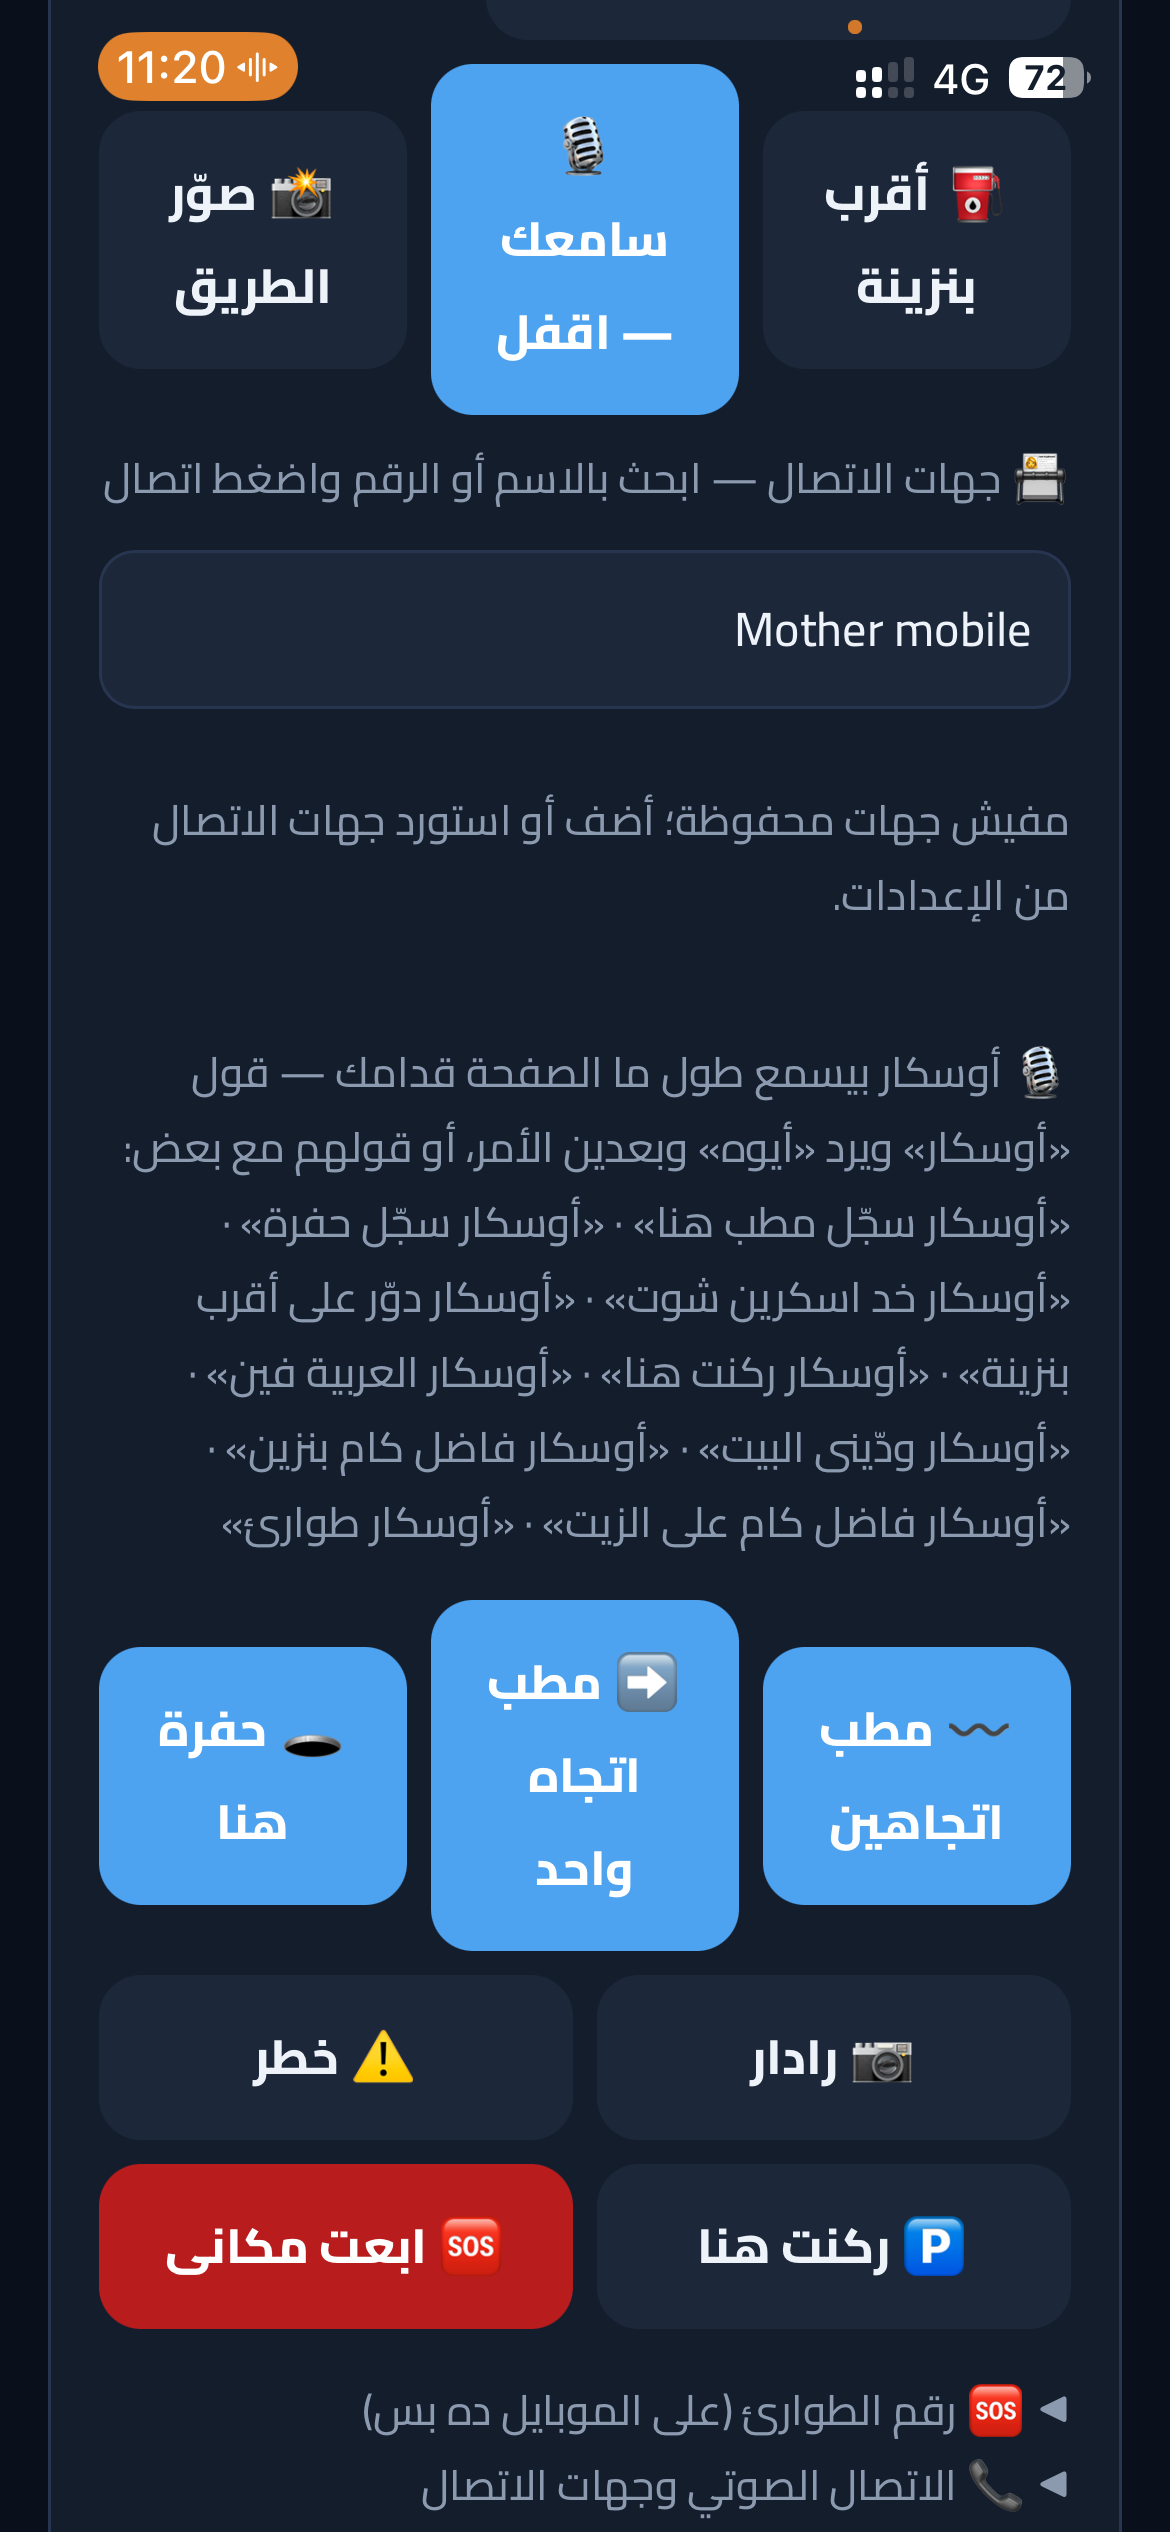 11:20
4G 72
أقرب
بنزينة
سامعك
— اقفل
صوّر
الطريق
جهات الاتصال — ابحث بالاسم أو الرقم واضغط اتصال
Mother mobile
مفيش جهات محفوظة؛ أضف أو استورد جهات الاتصال
من الإعدادات.
أوسكار بيسمع طول ما الصفحة قدامك — قول
«أوسكار» ويرد «أيوه» وبعدين الأمر، أو قولهم مع بعض:
«أوسكار سجّل مطب هنا» · «أوسكار سجّل حفرة» ·
«أوسكار خد اسكرين شوت» · «أوسكار دوّر على أقرب
بنزينة» · «أوسكار ركنت هنا» · «أوسكار العربية فين» ·
«أوسكار ودّينى البيت» · «أوسكار فاضل كام بنزين» ·
«أوسكار فاضل كام على الزيت» · «أوسكار طوارئ»
مطب
اتجاهين
مطب
اتجاه
واحد
حفرة
هنا
رادار
خطر
P ركنت هنا
SOS ابعت مكانى
SOS رقم الطوارئ (على الموبايل ده بس)
الاتصال الصوتي وجهات الاتصال